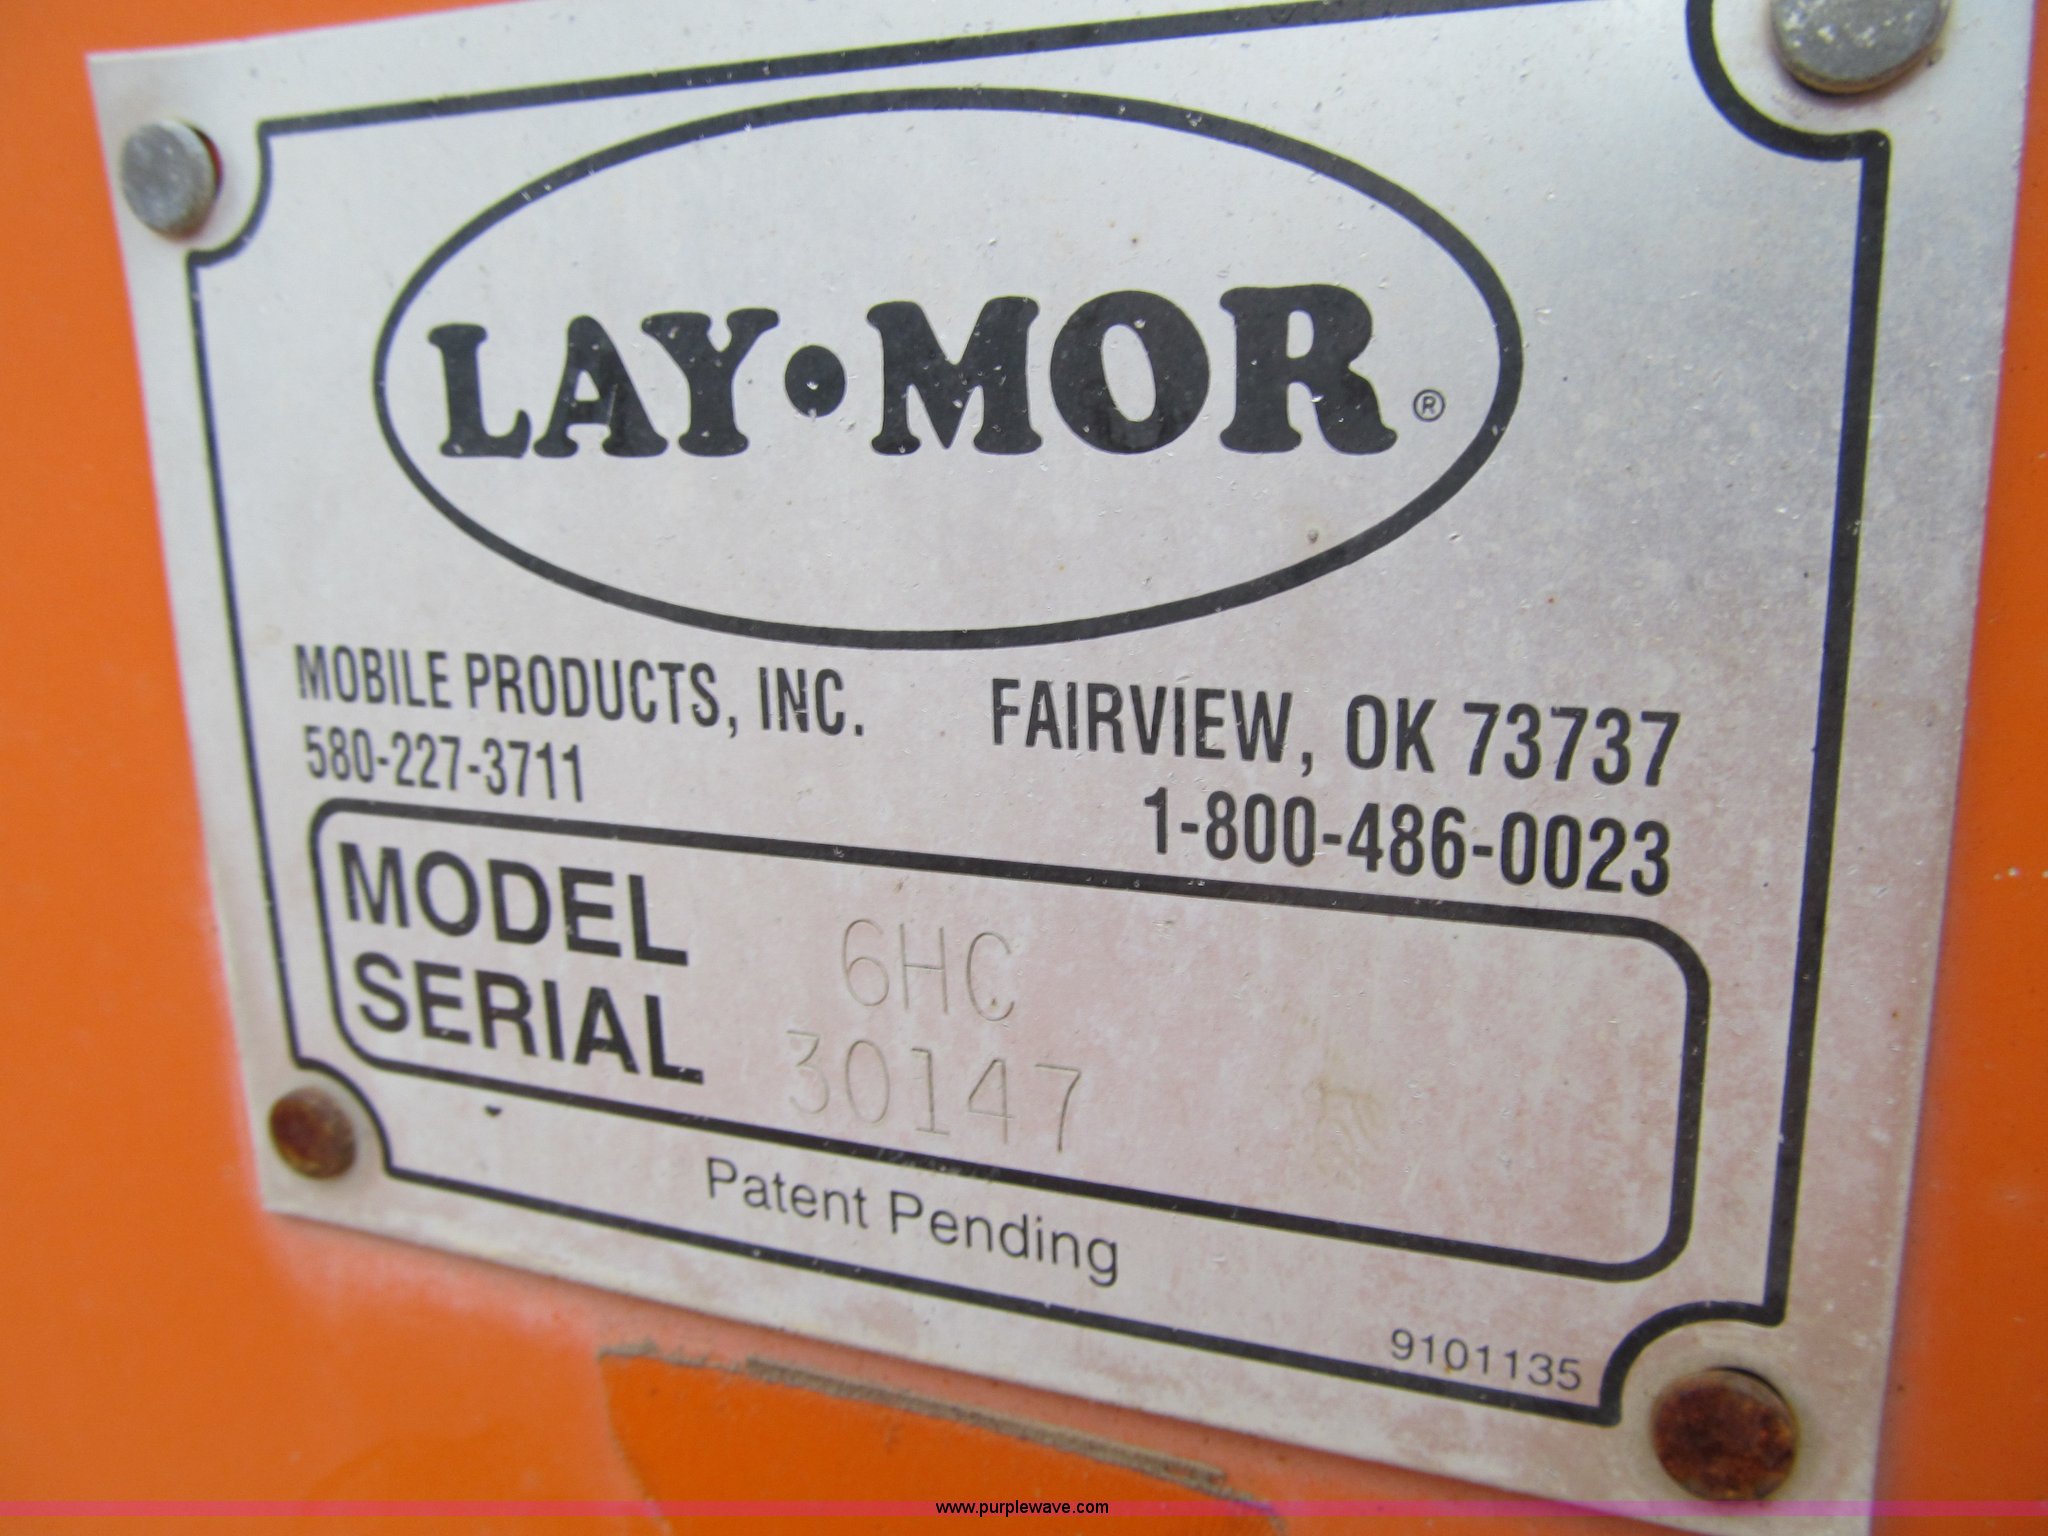 LAY•MOR®
MOBILE PRODUCTS, INC. FAIRVIEW, OK 73737
580-227-3711 1-800-486-0023
MODEL 6HC
SERIAL 30147
Patent Pending
9101135
www.purplewave.com